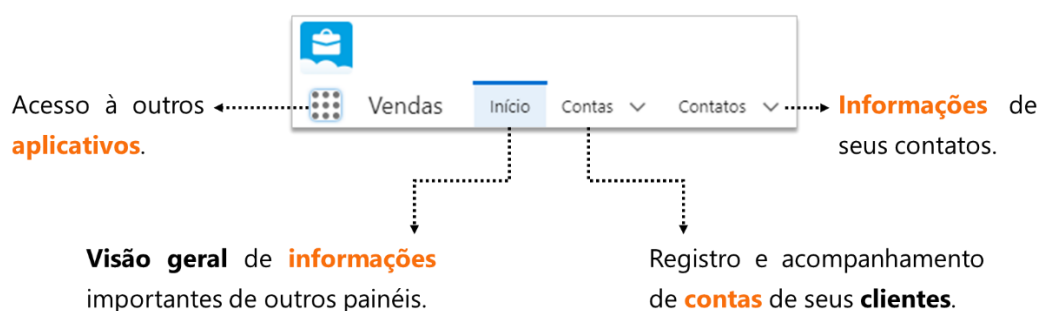 Vendas Início Contas Contatos
Acesso à outros
aplicativos.
Informações de
seus contatos.
Visão geral de informações
importantes de outros painéis.
Registro e acompanhamento
de contas de seus clientes.